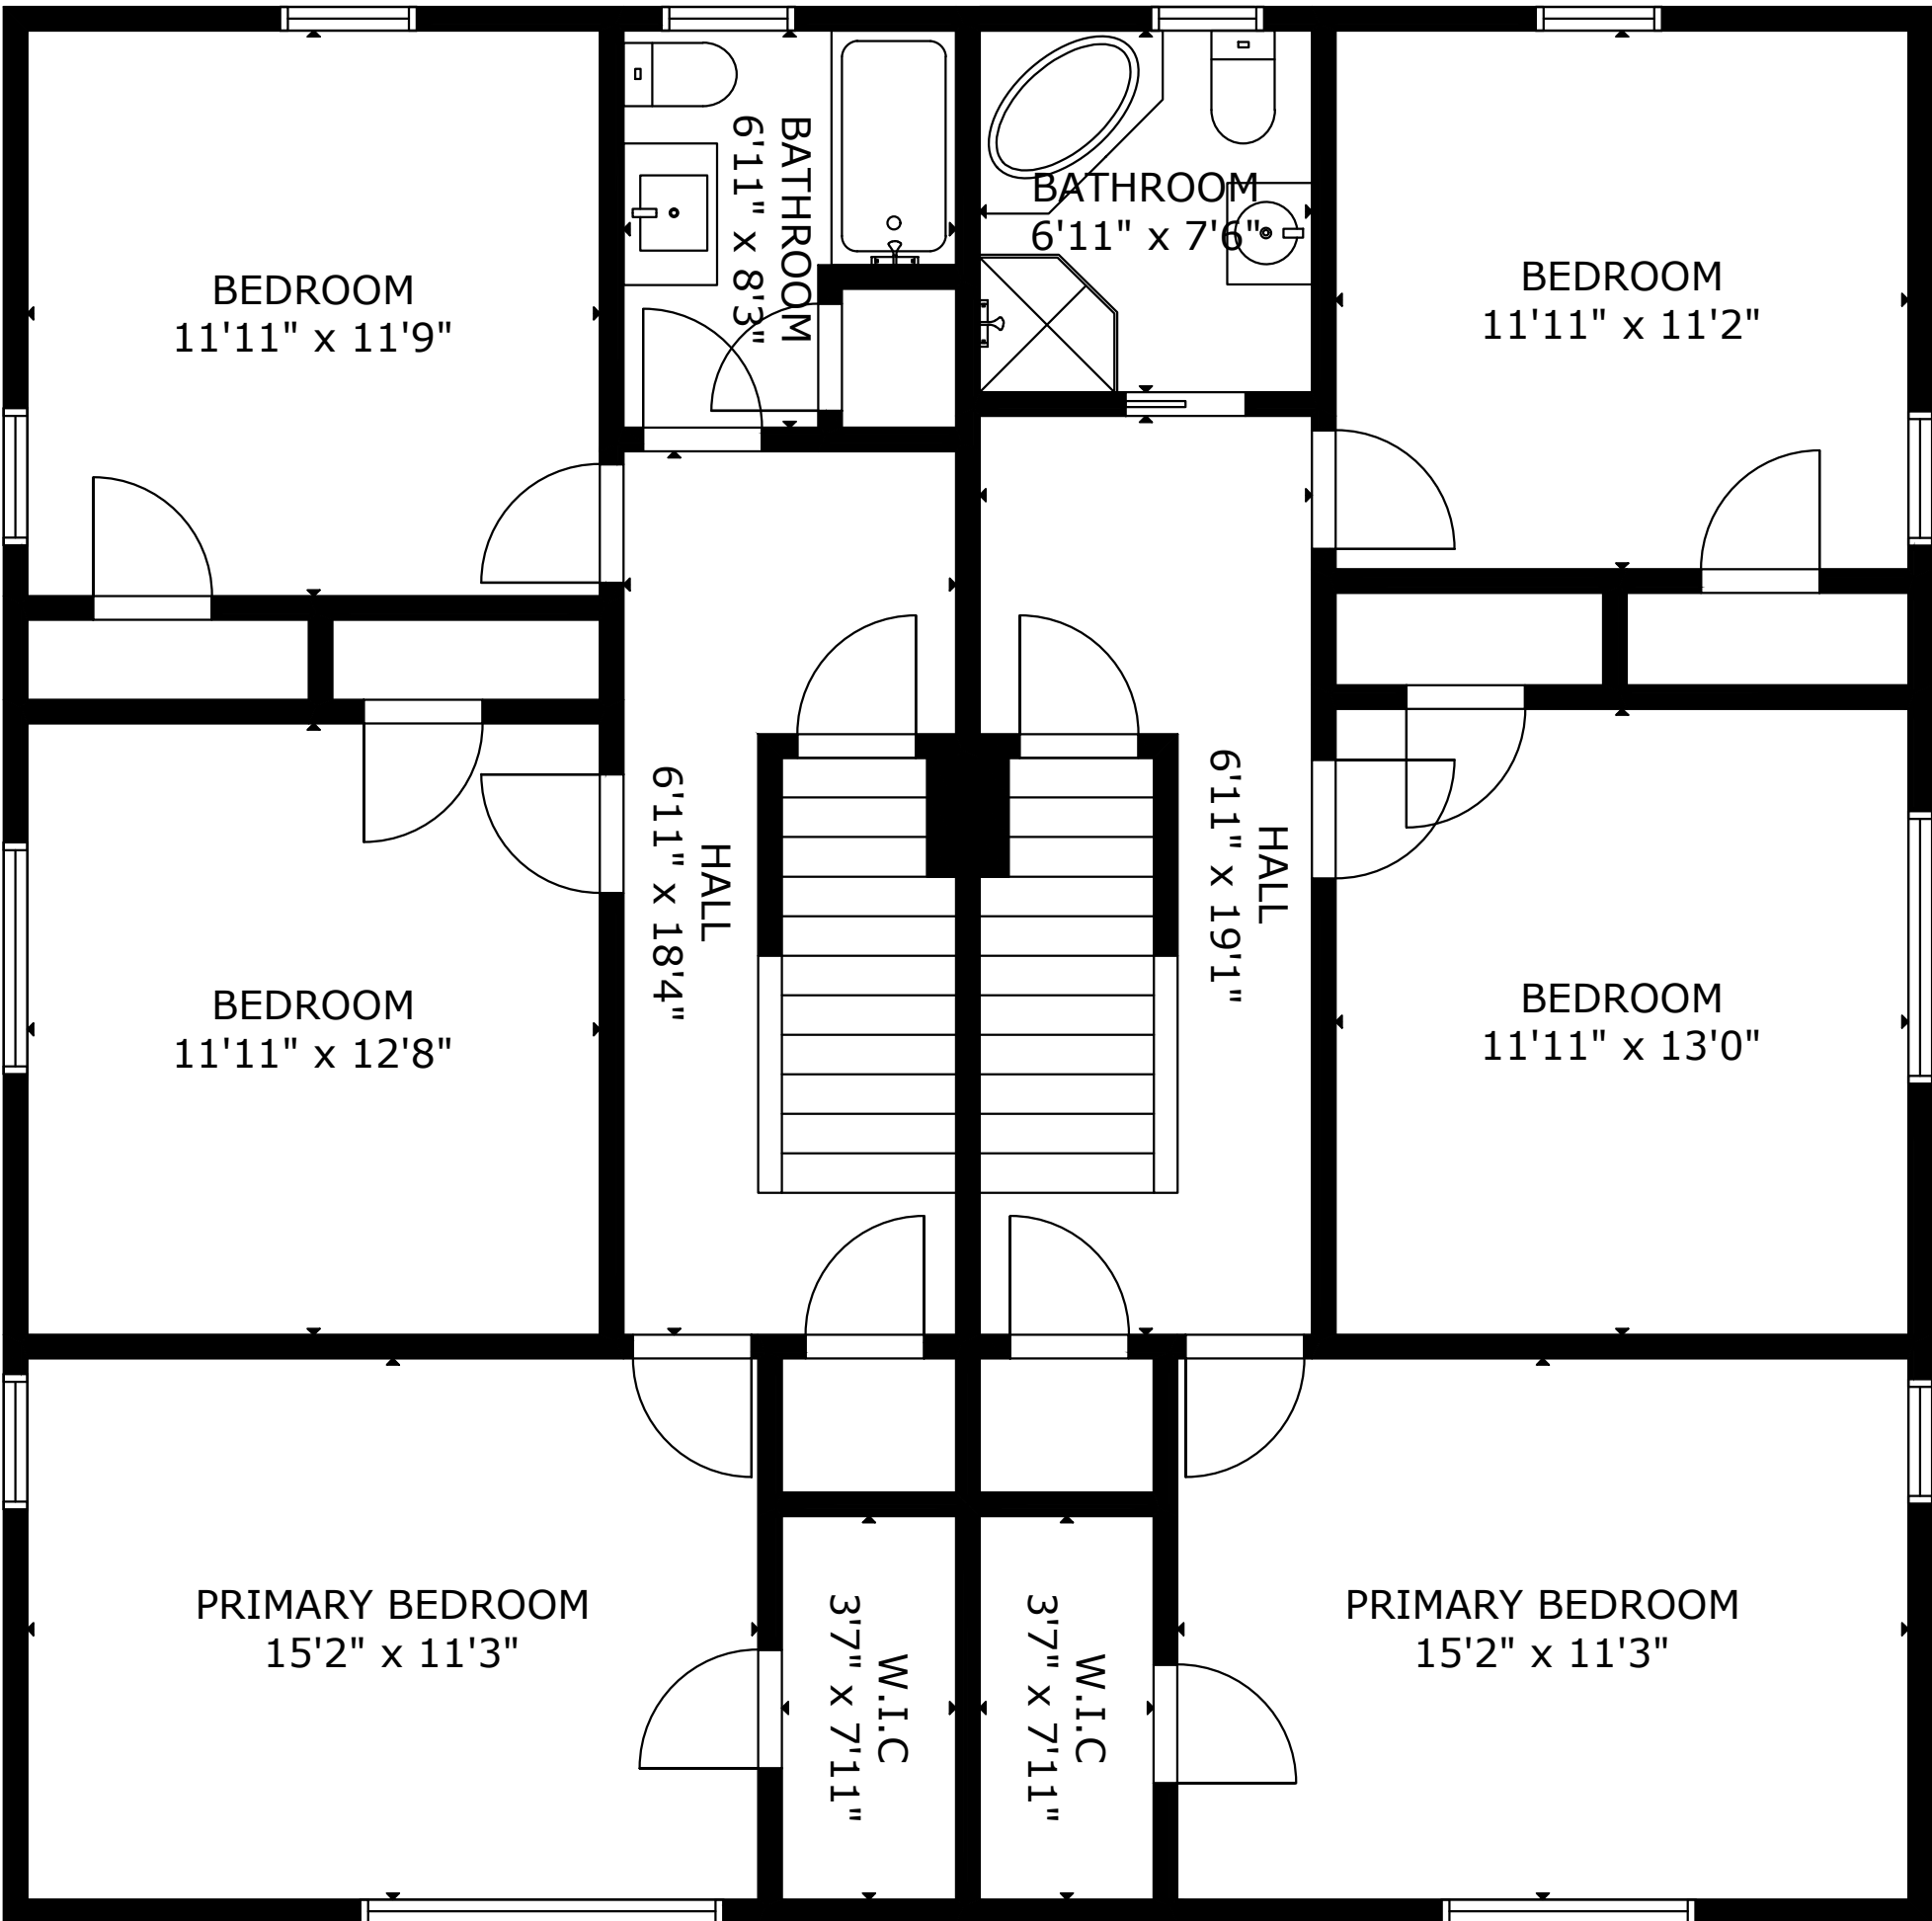 BEDROOM
11'11" x 11'9"
BATHROOM
6'11" x 8'3"
BATHROOM
6'11" x 7'6"
BEDROOM
11'11" x 11'2"
BEDROOM
11'11" x 12'8"
HALL
6'11" x 18'4"
HALL
6'11" x 19'1"
BEDROOM
11'11" x 13'0"
PRIMARY BEDROOM
15'2" x 11'3"
W.I.C
3'7" x 7'11"
W.I.C
3'7" x 7'11"
PRIMARY BEDROOM
15'2" x 11'3"